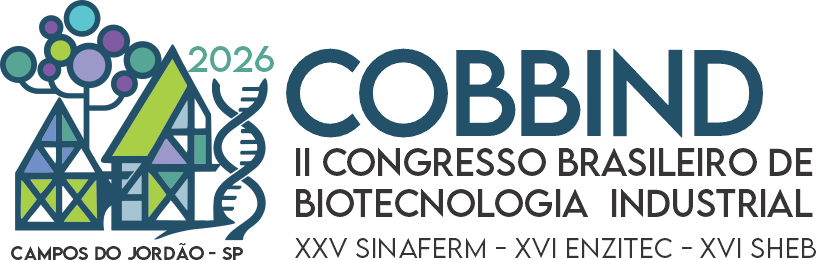 2026
CAMPOS DO JORDÃO - SP
COBBIND
II CONGRESSO BRASILEIRO DE
BIOTECNOLOGIA INDUSTRIAL
XXV SINAFERM - XVI ENZITEC - XVI SHEB